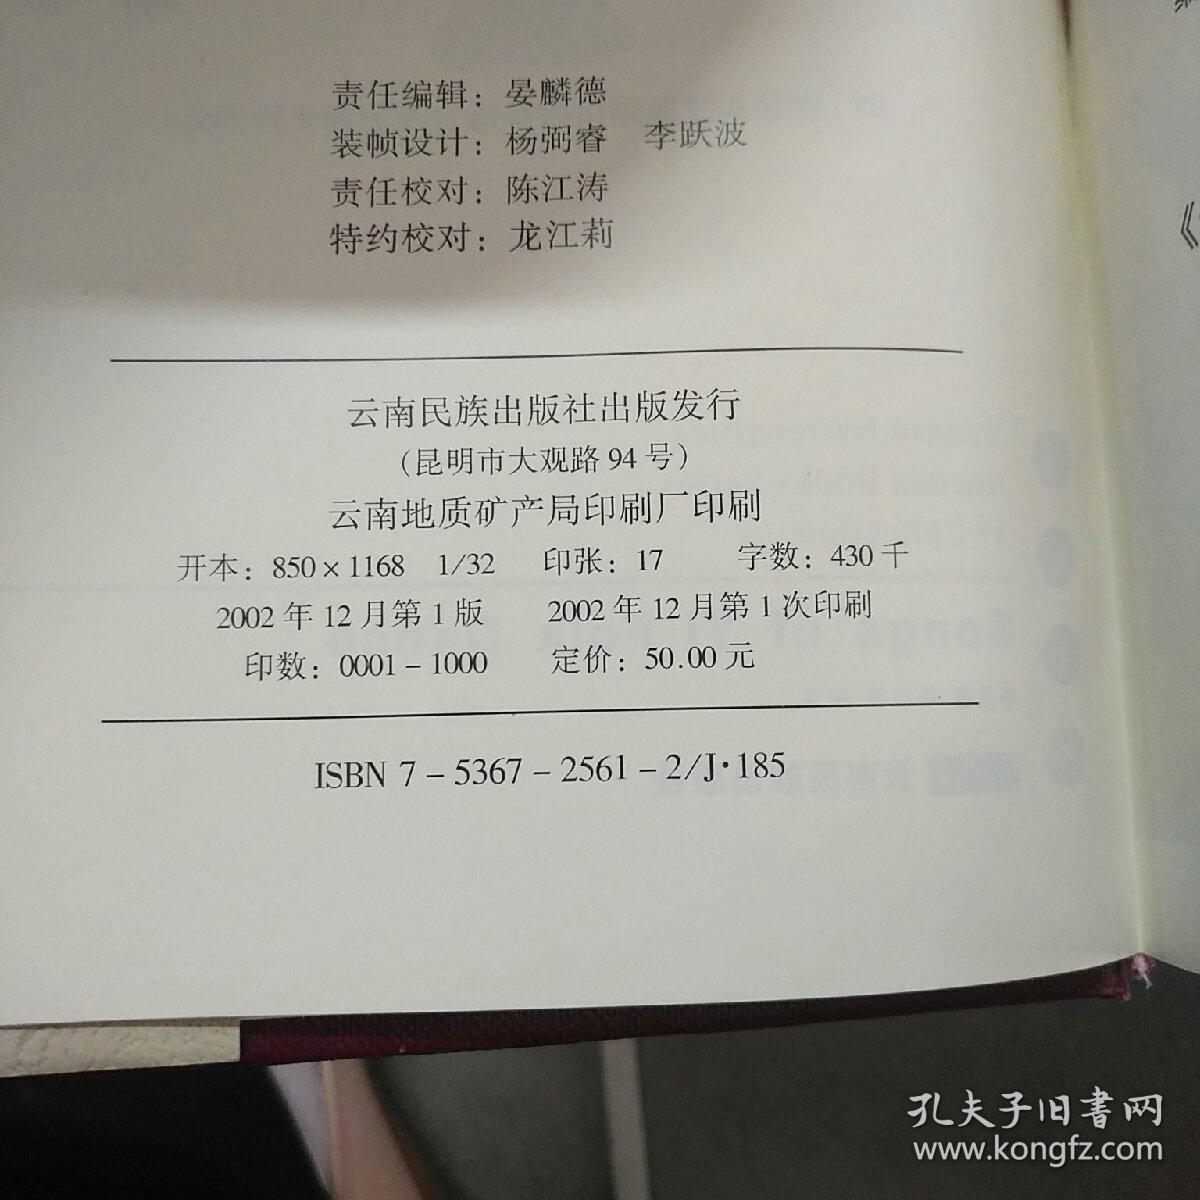 责任编辑：晏麟德
装帧设计：杨弼睿　李跃波
责任校对：陈江涛
特约校对：龙江莉
云南民族出版社出版发行
（昆明市大观路94号）
云南地质矿产局印刷厂印刷
开本：850×1168　1/32　印张：17　字数：430千
2002年12月第1版　2002年12月第1次印刷
印数：0001－1000　定价：50.00元
ISBN 7－5367－2561－2/J·185
《
孔夫子旧書网
www.kongfz.com